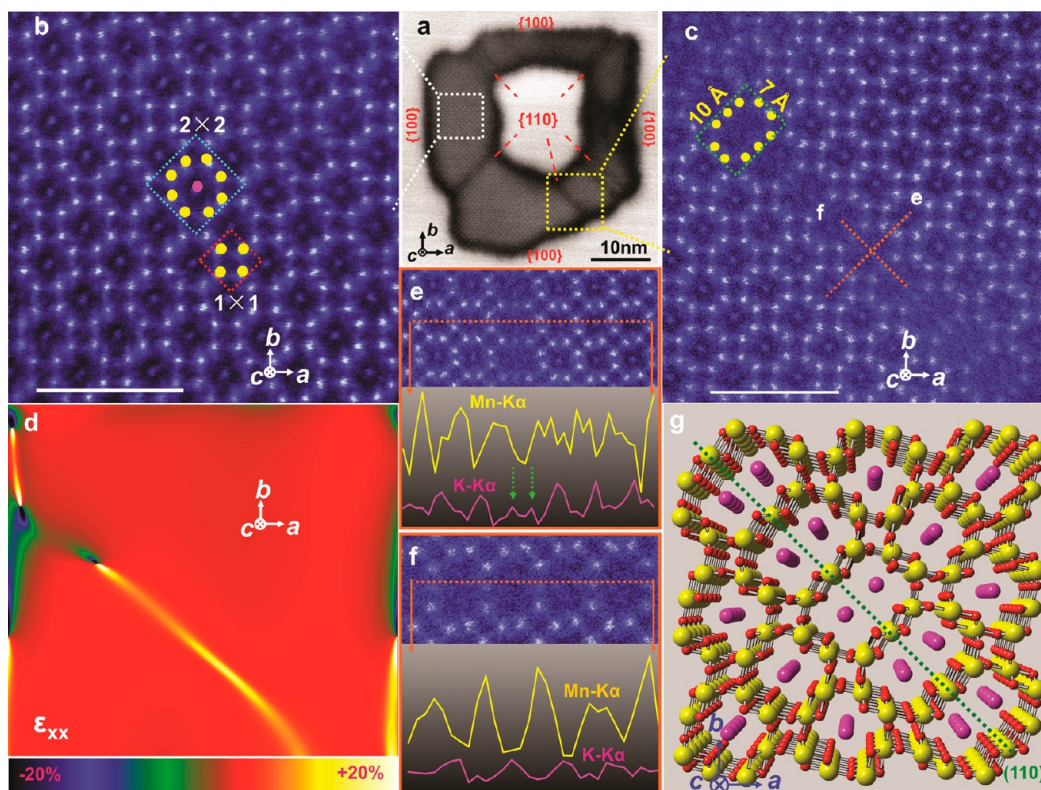 b
2 × 2
1 × 1
b
c
a
a
{100}
{100}
{110}
{100}
{100}
b
c
a
10nm
c
10 Å
7 Å
f
e
b
c
a
d
b
c
a
εxx
-20%
+20%
e
Mn-Kα
K-Kα
f
Mn-Kα
K-Kα
g
b
c
a
(110)